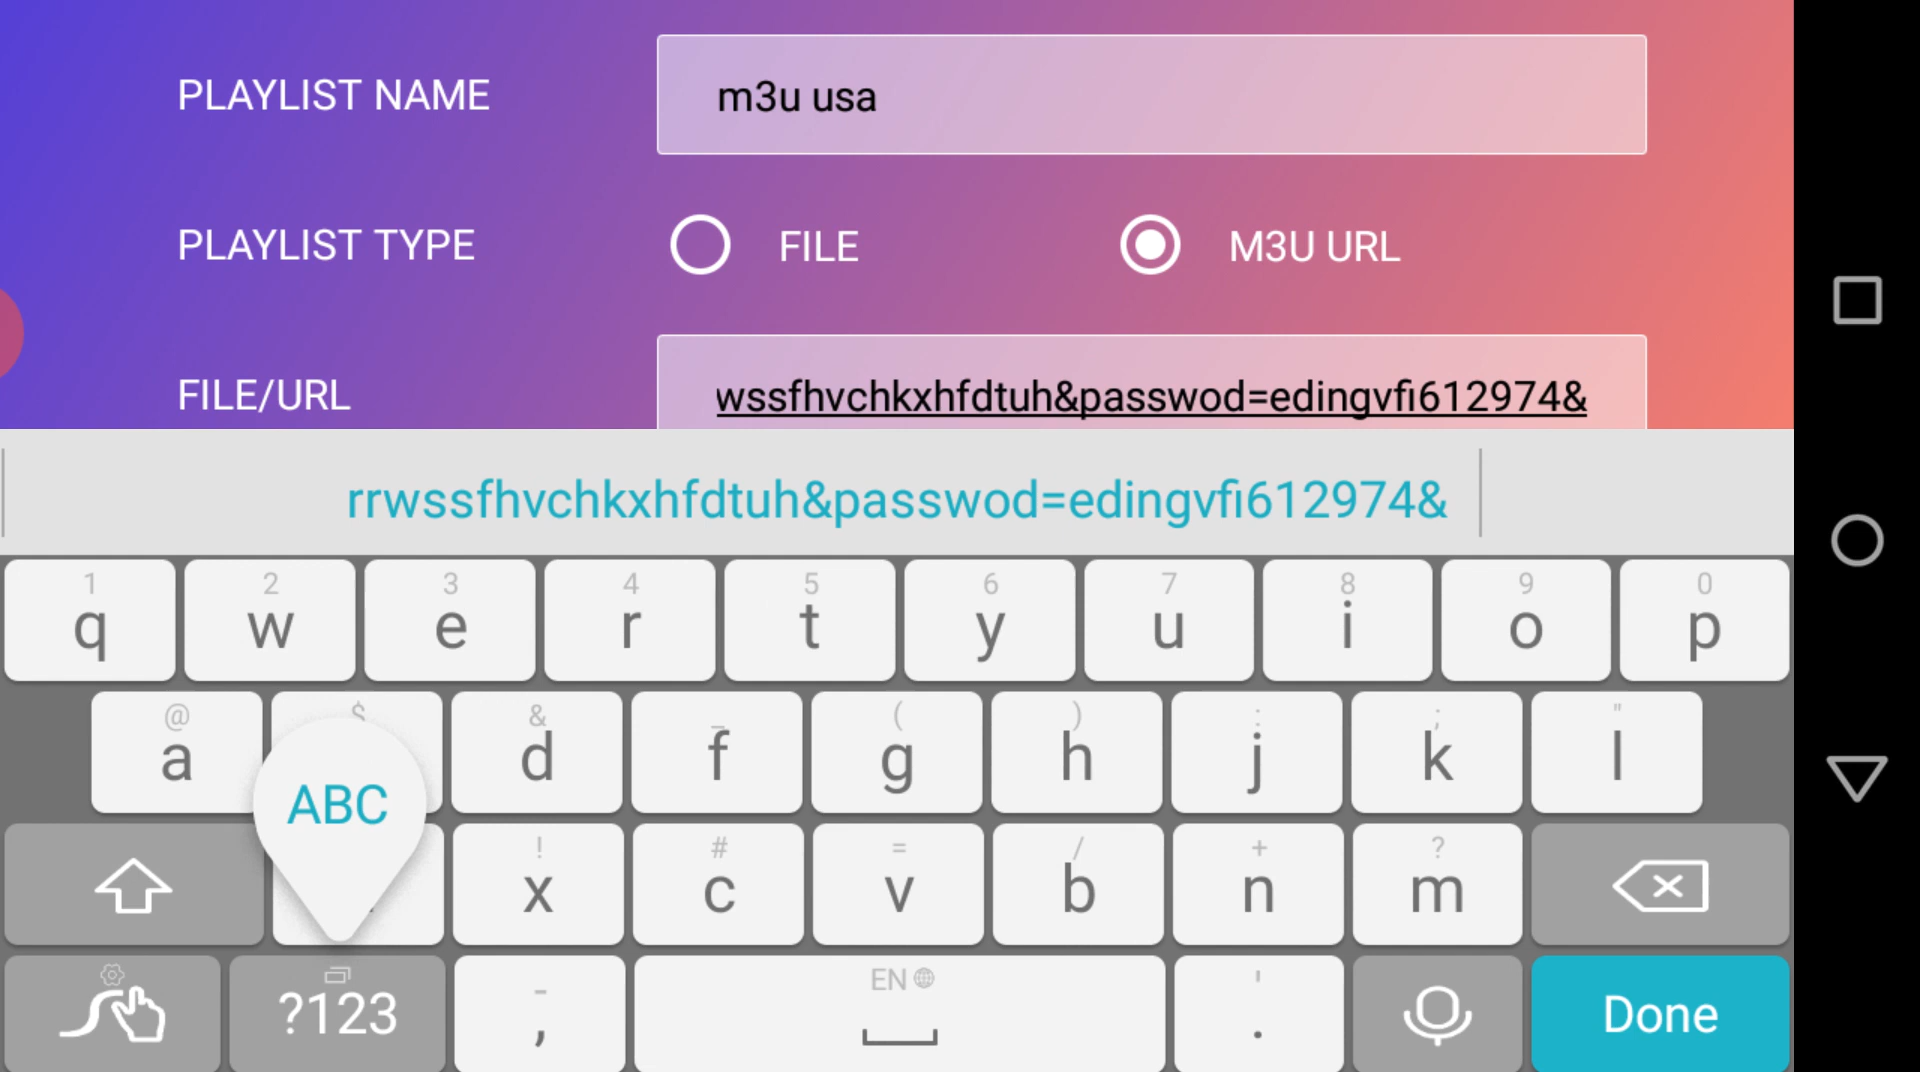 PLAYLIST NAME m3u usa
PLAYLIST TYPE FILE M3U URL
FILE/URL wssfhvchkxhfdtuh&passwod=edingvfi612974&
rrwssfhvchkxhfdtuh&passwod=edingvfi612974&
1 2 3 4 5 6 7 8 9 0
q w e r t y u i o p
@ $ & _ ( ) : ; "
a d f g h j k l
ABC
! # = / + ?
x c v b n m
EN
?123 - , ' . Done